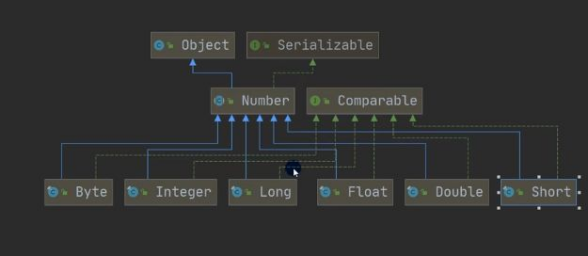 Object Serializable
Number Comparable
Byte Integer Long Float Double Short